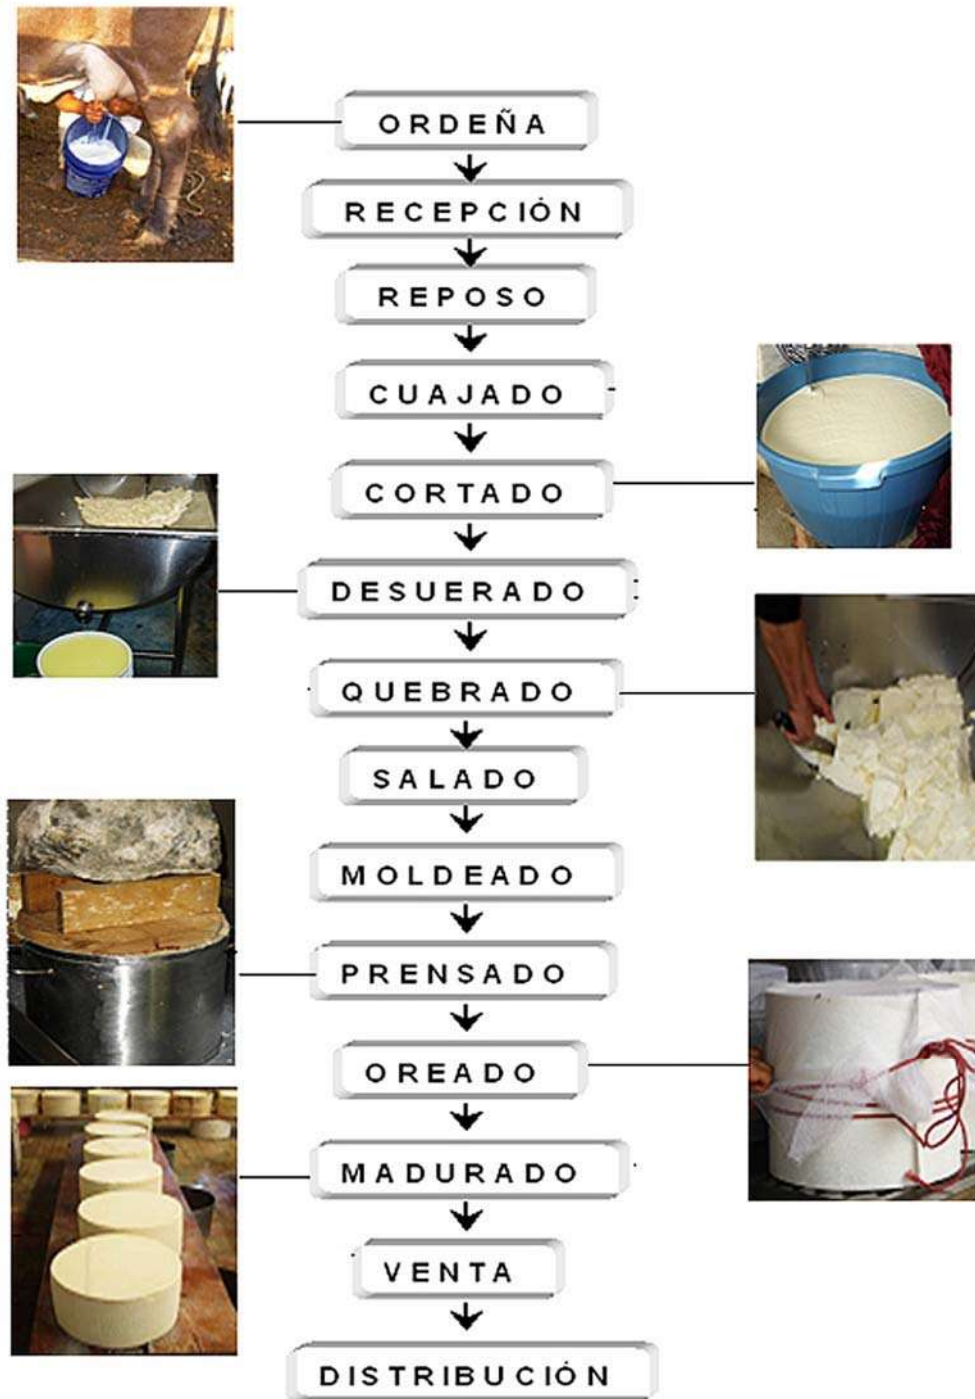 ORDEÑA
RECEPCIÓN
REPOSO
CUAJADO
CORTADO
DESUERADO
QUEBRADO
SALADO
MOLDEADO
PRENSADO
OREADO
MADURADO
VENTA
DISTRIBUCIÓN